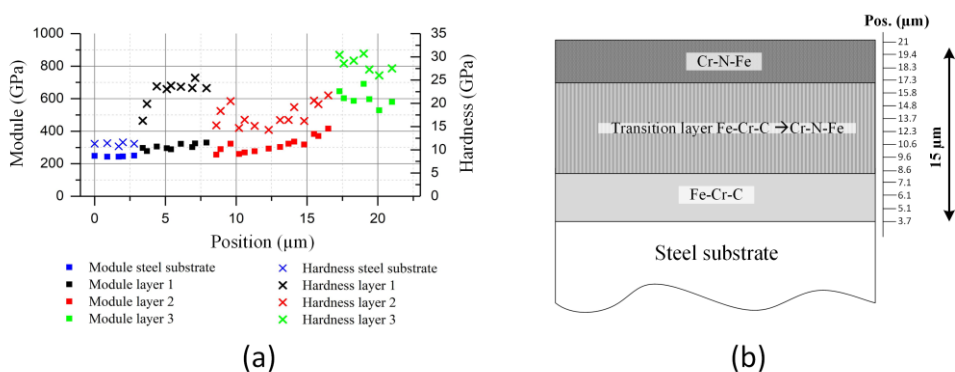 1000
800
600
400
200
0
Module (GPa)
35
30
25
20
15
10
5
0
Hardness (GPa)
0
5
10
15
20
Position (µm)
Module steel substrate
Module layer 1
Module layer 2
Module layer 3
Hardness steel substrate
Hardness layer 1
Hardness layer 2
Hardness layer 3
(a)
Pos. (µm)
Cr-N-Fe
Transition layer Fe-Cr-C →Cr-N-Fe
Fe-Cr-C
Steel substrate
21
19.4
18.3
17.3
15.8
14.8
13.7
12.3
10.6
9.6
8.6
7.1
6.1
5.1
3.7
15 µm
(b)